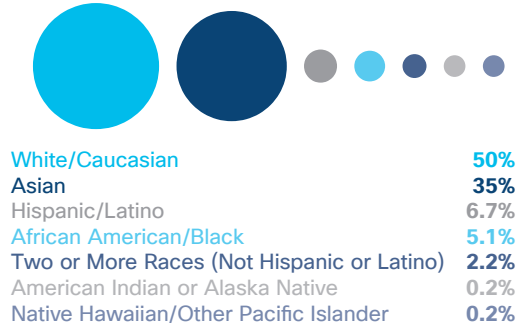 White/Caucasian 50%
Asian 35%
Hispanic/Latino 6.7%
African American/Black 5.1%
Two or More Races (Not Hispanic or Latino) 2.2%
American Indian or Alaska Native 0.2%
Native Hawaiian/Other Pacific Islander 0.2%